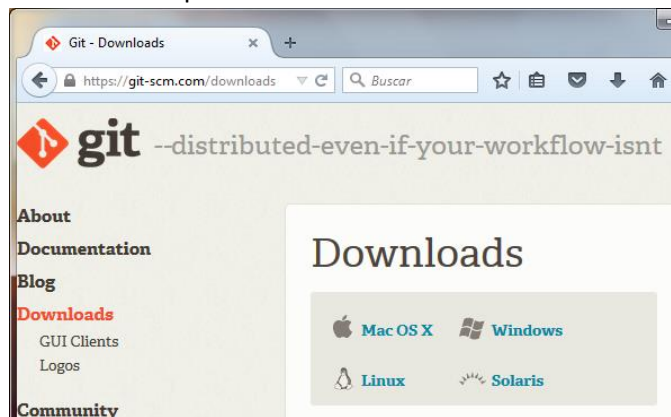 Git - Downloads
https://git-scm.com/downloads
Buscar
git --distributed-even-if-your-workflow-isnt
About
Documentation
Blog
Downloads
GUI Clients
Logos
Community
Downloads
Mac OS X
Windows
Linux
Solaris